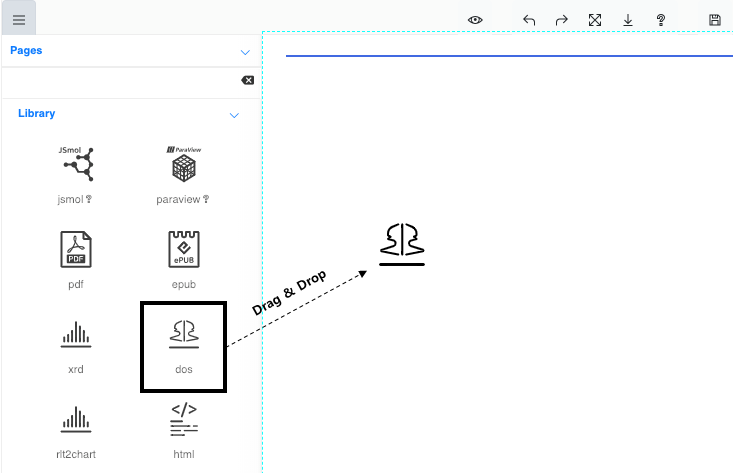 Pages
Library
JSmol
ParaView
jsmol ?
paraview ?
PDF
ePUB
pdf
epub
Drag & Drop
xrd
dos
</>
rlt2chart
html